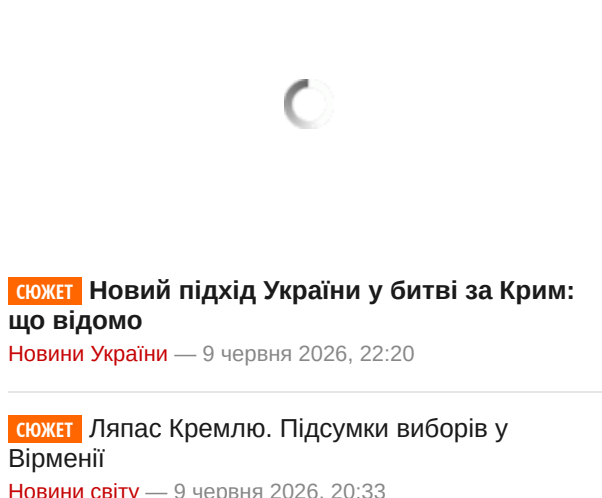 СЮЖЕТ Новий підхід України у битві за Крим:
що відомо
Новини України — 9 червня 2026, 22:20
СЮЖЕТ Ляпас Кремлю. Підсумки виборів у
Вірменії
Новини світу — 9 червня 2026, 20:33